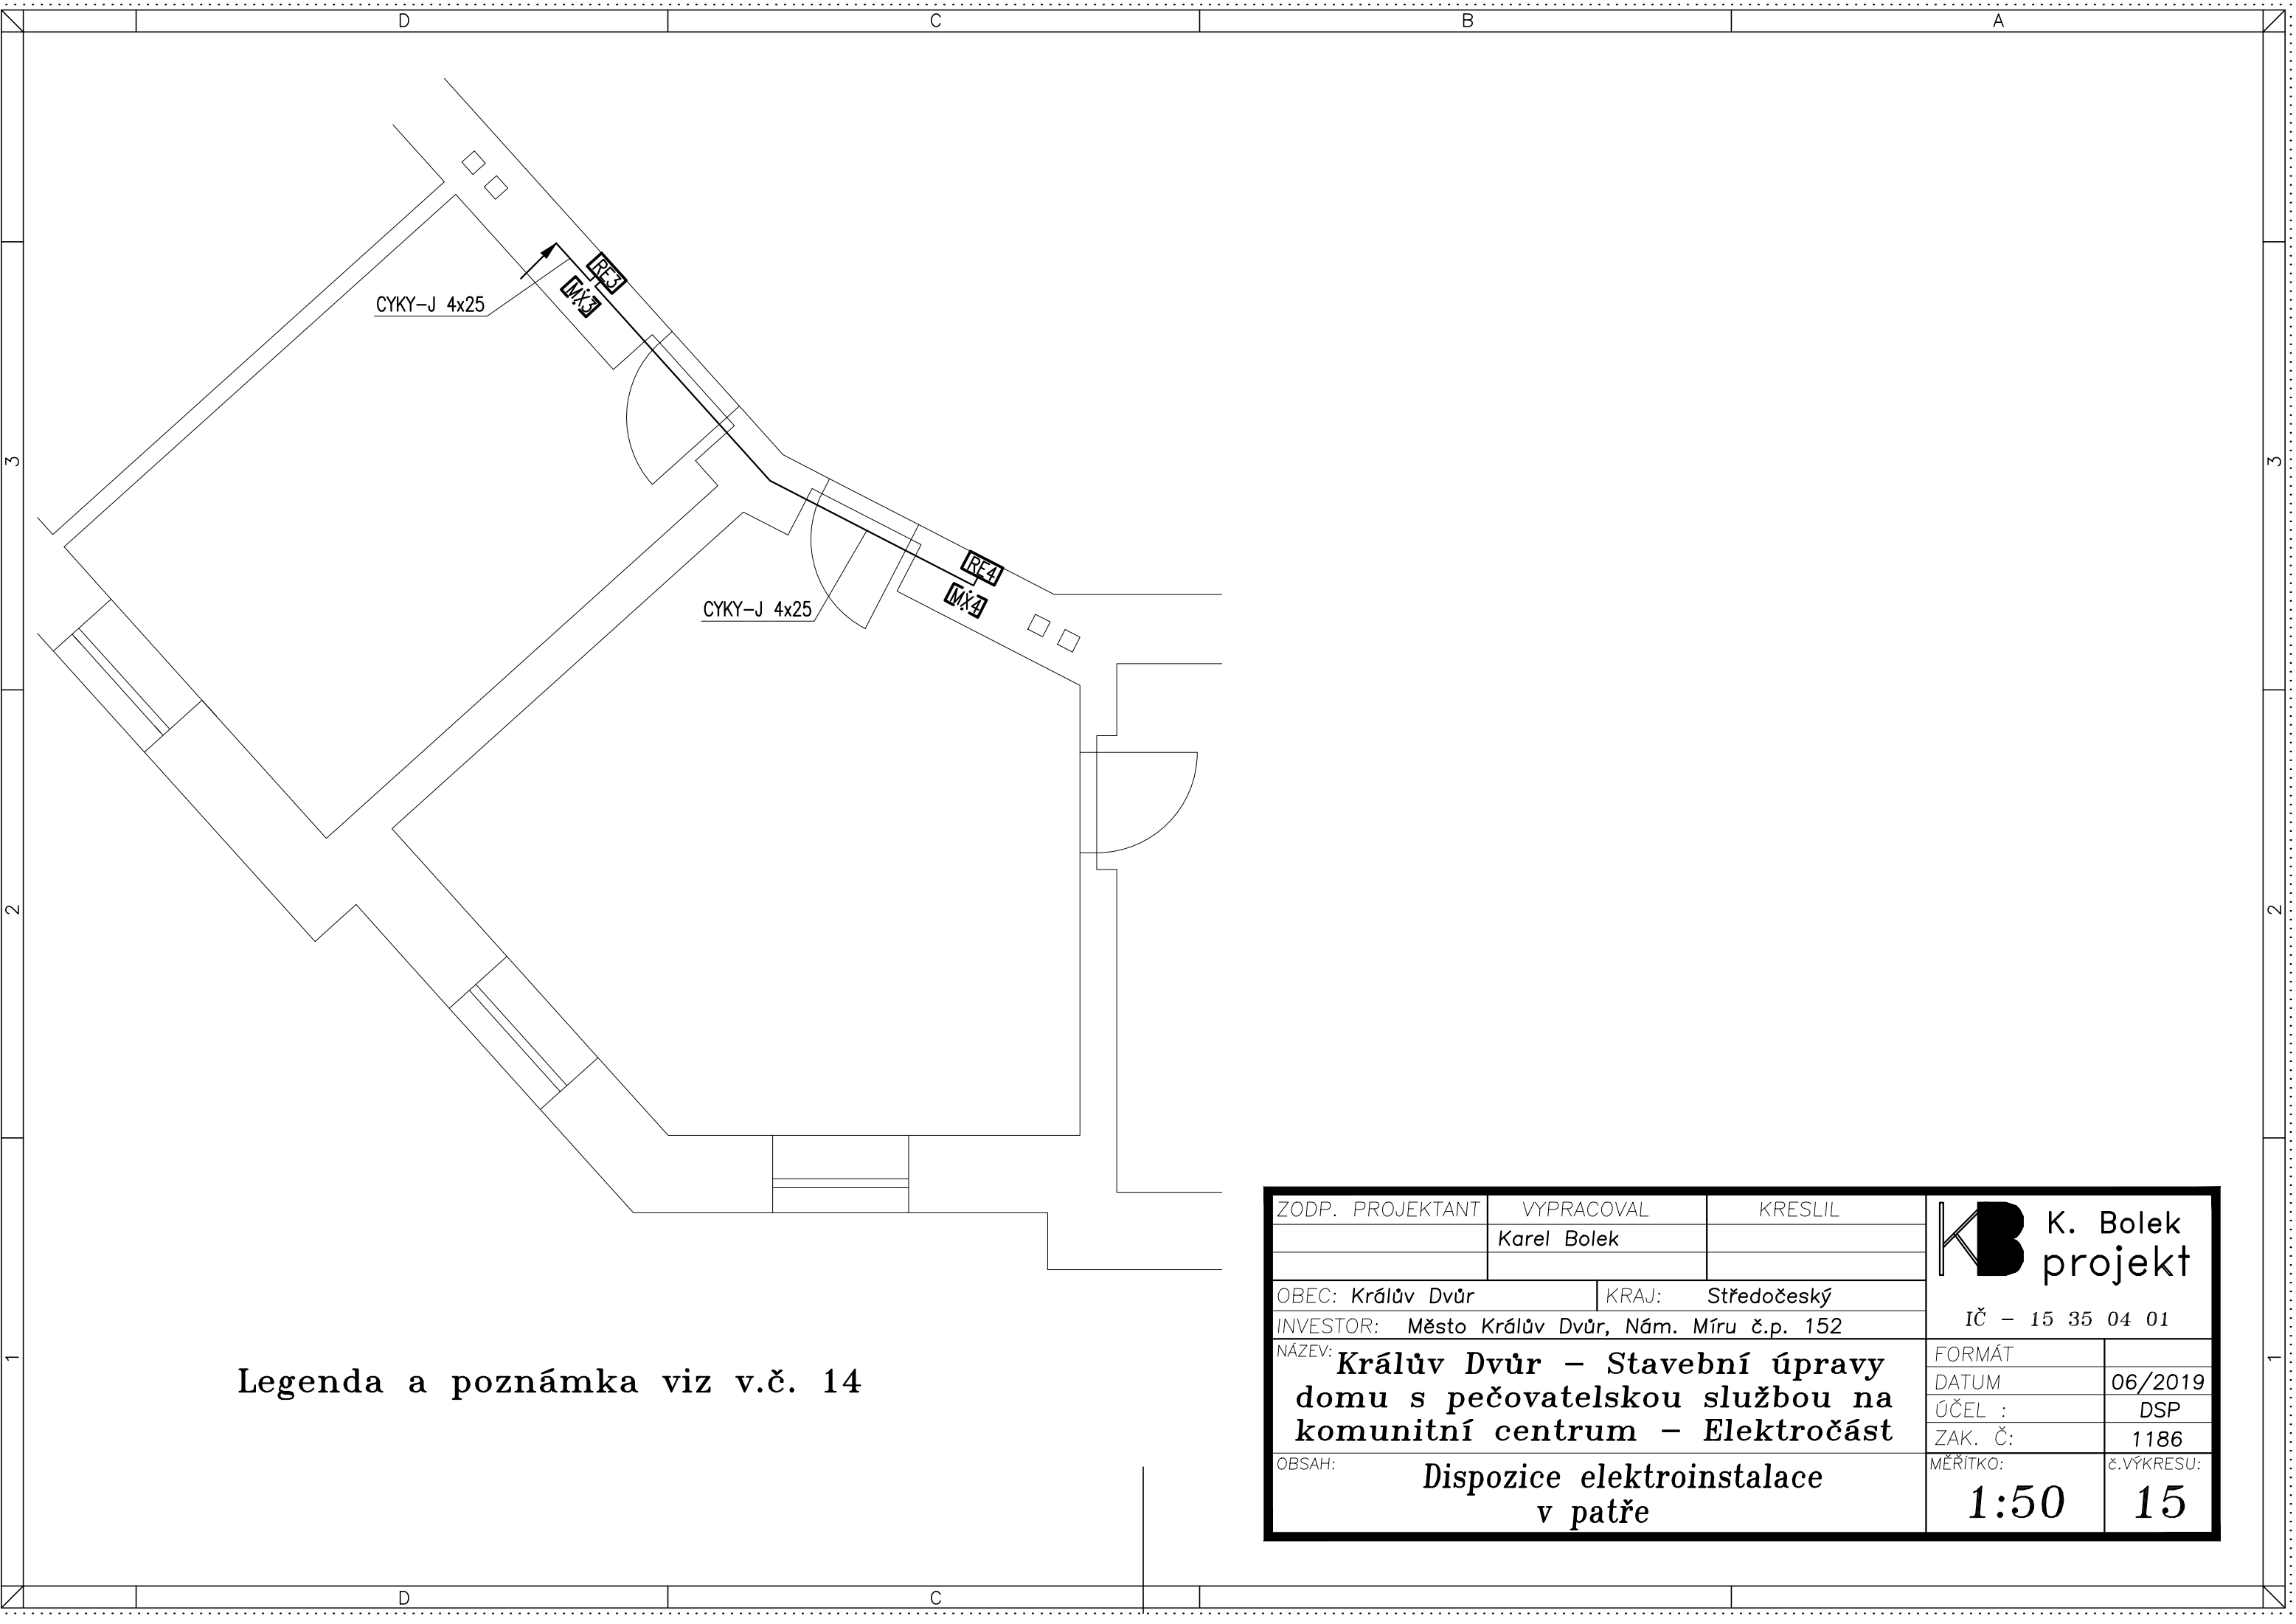 D C B A
3 3
2 2
1 1
RE3
MX3
CYKY-J 4x25
RE4
MX4
CYKY-J 4x25
Legenda a poznámka viz v.č. 14
ZODP. PROJEKTANT VYPRACOVAL KRESLIL
Karel Bolek
K. Bolek
projekt
IČ - 15 35 04 01
OBEC: Králův Dvůr KRAJ: Středočeský
INVESTOR: Město Králův Dvůr, Nám. Míru č.p. 152
NÁZEV: Králův Dvůr - Stavební úpravy
domu s pečovatelskou službou na
komunitní centrum - Elektročást
FORMÁT
DATUM 06/2019
ÚČEL : DSP
ZAK. Č: 1186
OBSAH: Dispozice elektroinstalace
v patře
MĚŘÍTKO: č.VÝKRESU:
1:50 15
D C